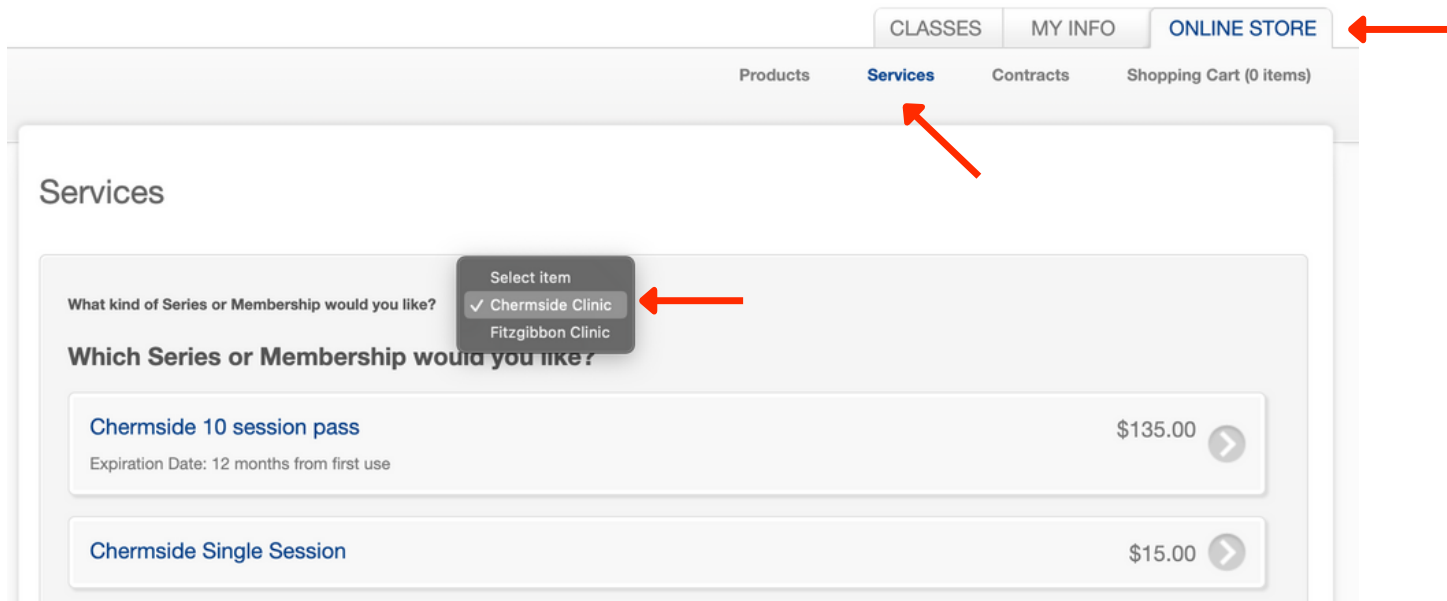 CLASSES MY INFO ONLINE STORE
Products Services Contracts Shopping Cart (0 items)
Services
Select item
What kind of Series or Membership would you like? ✓ Chermside Clinic
Fitzgibbon Clinic
Which Series or Membership would you like?
Chermside 10 session pass $135.00
Expiration Date: 12 months from first use
Chermside Single Session $15.00